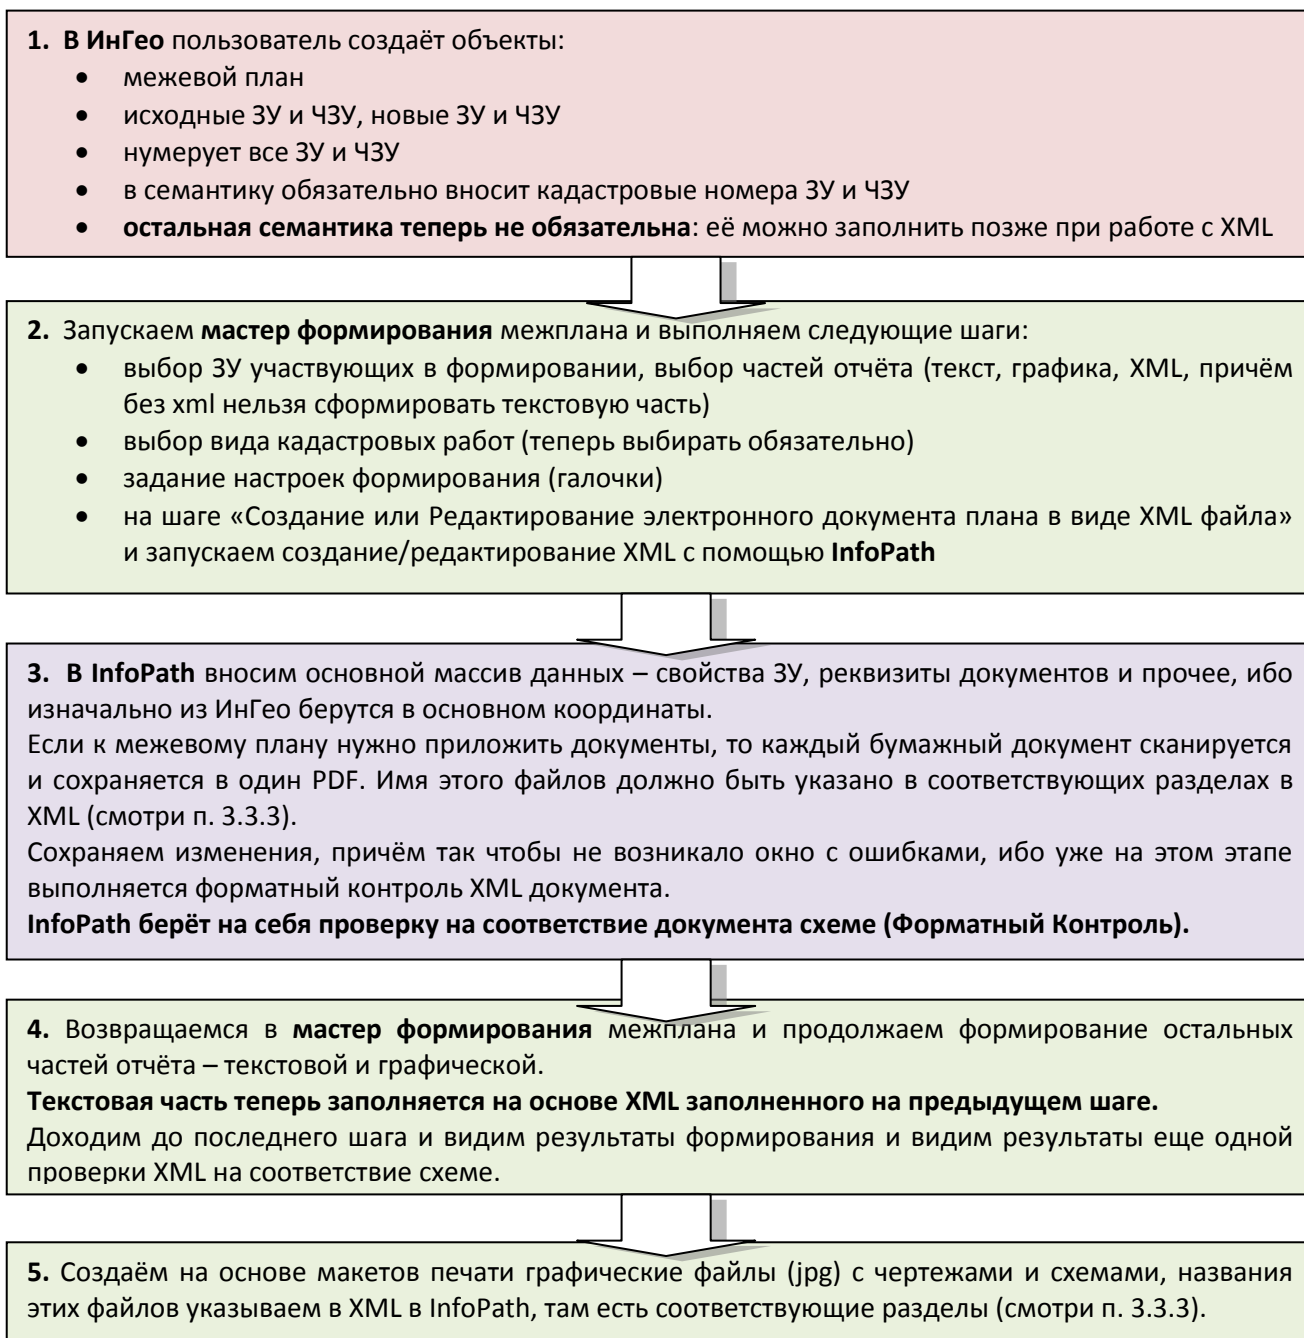 1. В ИнГео пользователь создаёт объекты:
• межевой план
• исходные ЗУ и ЧЗУ, новые ЗУ и ЧЗУ
• нумерует все ЗУ и ЧЗУ
• в семантику обязательно вносит кадастровые номера ЗУ и ЧЗУ
• остальная семантика теперь не обязательна: её можно заполнить позже при работе с XML
2. Запускаем мастер формирования межплана и выполняем следующие шаги:
• выбор ЗУ участвующих в формировании, выбор частей отчёта (текст, графика, XML, причём
без xml нельзя сформировать текстовую часть)
• выбор вида кадастровых работ (теперь выбирать обязательно)
• задание настроек формирования (галочки)
• на шаге «Создание или Редактирование электронного документа плана в виде XML файла»
и запускаем создание/редактирование XML с помощью InfoPath
3. В InfoPath вносим основной массив данных – свойства ЗУ, реквизиты документов и прочее, ибо
изначально из ИнГео берутся в основном координаты.
Если к межевому плану нужно приложить документы, то каждый бумажный документ сканируется
и сохраняется в один PDF. Имя этого файлов должно быть указано в соответствующих разделах в
XML (смотри п. 3.3.3).
Сохраняем изменения, причём так чтобы не возникало окно с ошибками, ибо уже на этом этапе
выполняется форматный контроль XML документа.
InfoPath берёт на себя проверку на соответствие документа схеме (Форматный Контроль).
4. Возвращаемся в мастер формирования межплана и продолжаем формирование остальных
частей отчёта – текстовой и графической.
Текстовая часть теперь заполняется на основе XML заполненного на предыдущем шаге.
Доходим до последнего шага и видим результаты формирования и видим результаты еще одной
проверки XML на соответствие схеме.
5. Создаём на основе макетов печати графические файлы (jpg) с чертежами и схемами, названия
этих файлов указываем в XML в InfoPath, там есть соответствующие разделы (смотри п. 3.3.3).